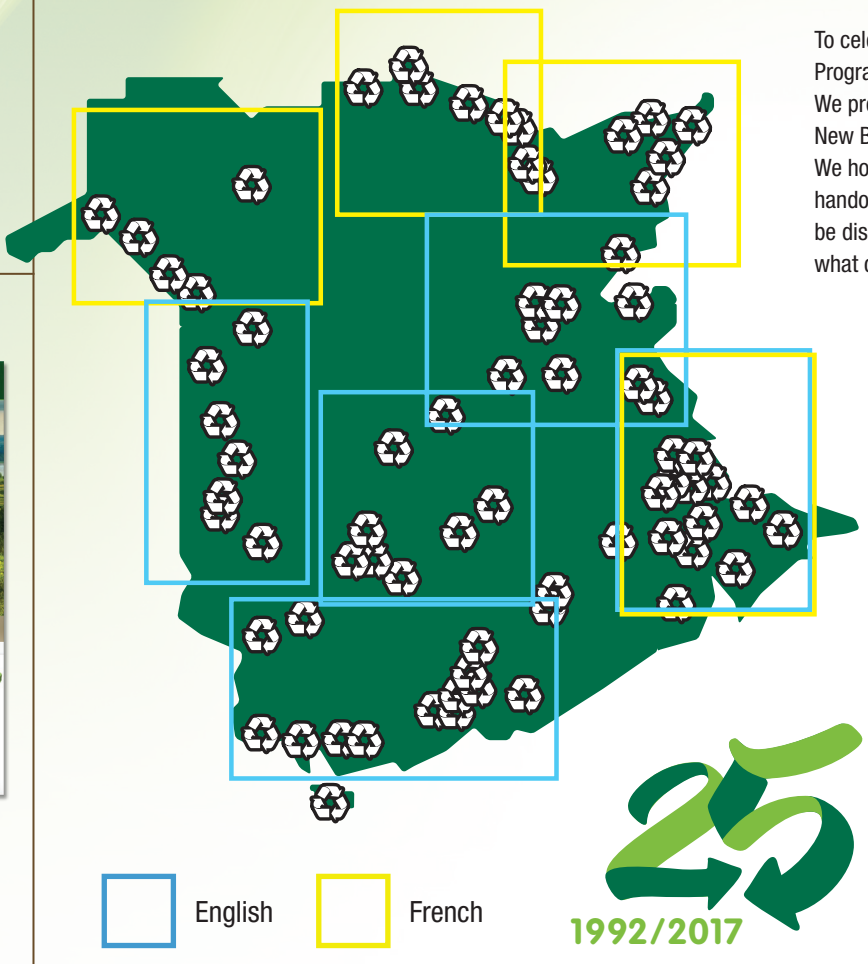 To cele
Progra
We pro
New B
We ho
hando
be dis
what c
English
French
25
1992/2017